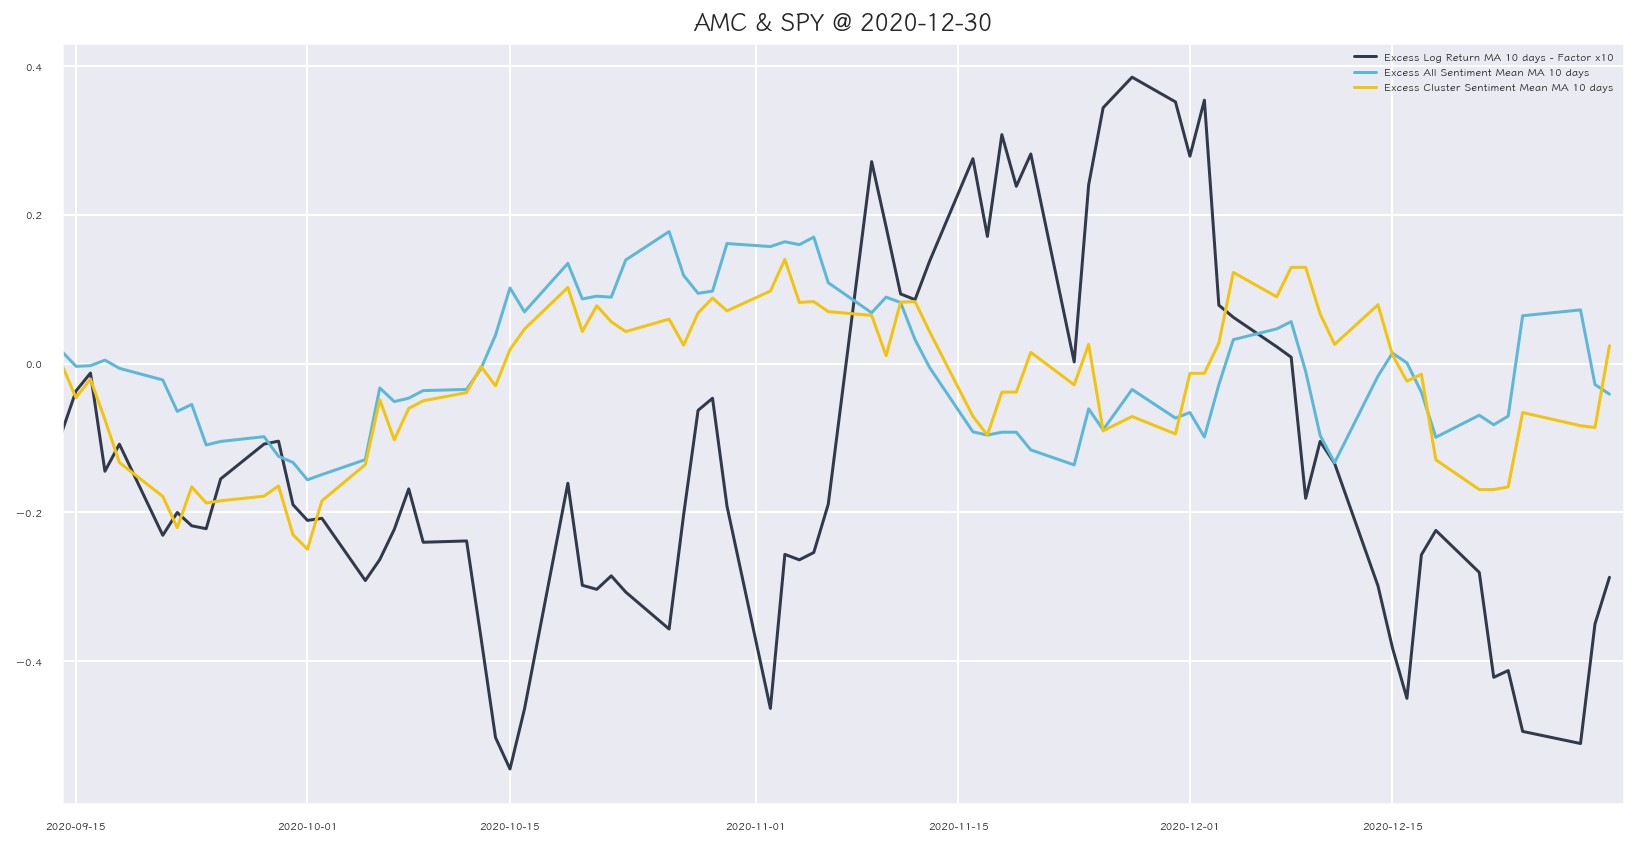 AMC & SPY @ 2020-12-30
Excess Log Return MA 10 days - Factor x10
Excess All Sentiment Mean MA 10 days
Excess Cluster Sentiment Mean MA 10 days
0.4
0.2
0.0
−0.2
−0.4
2020-09-15 2020-10-01 2020-10-15 2020-11-01 2020-11-15 2020-12-01 2020-12-15